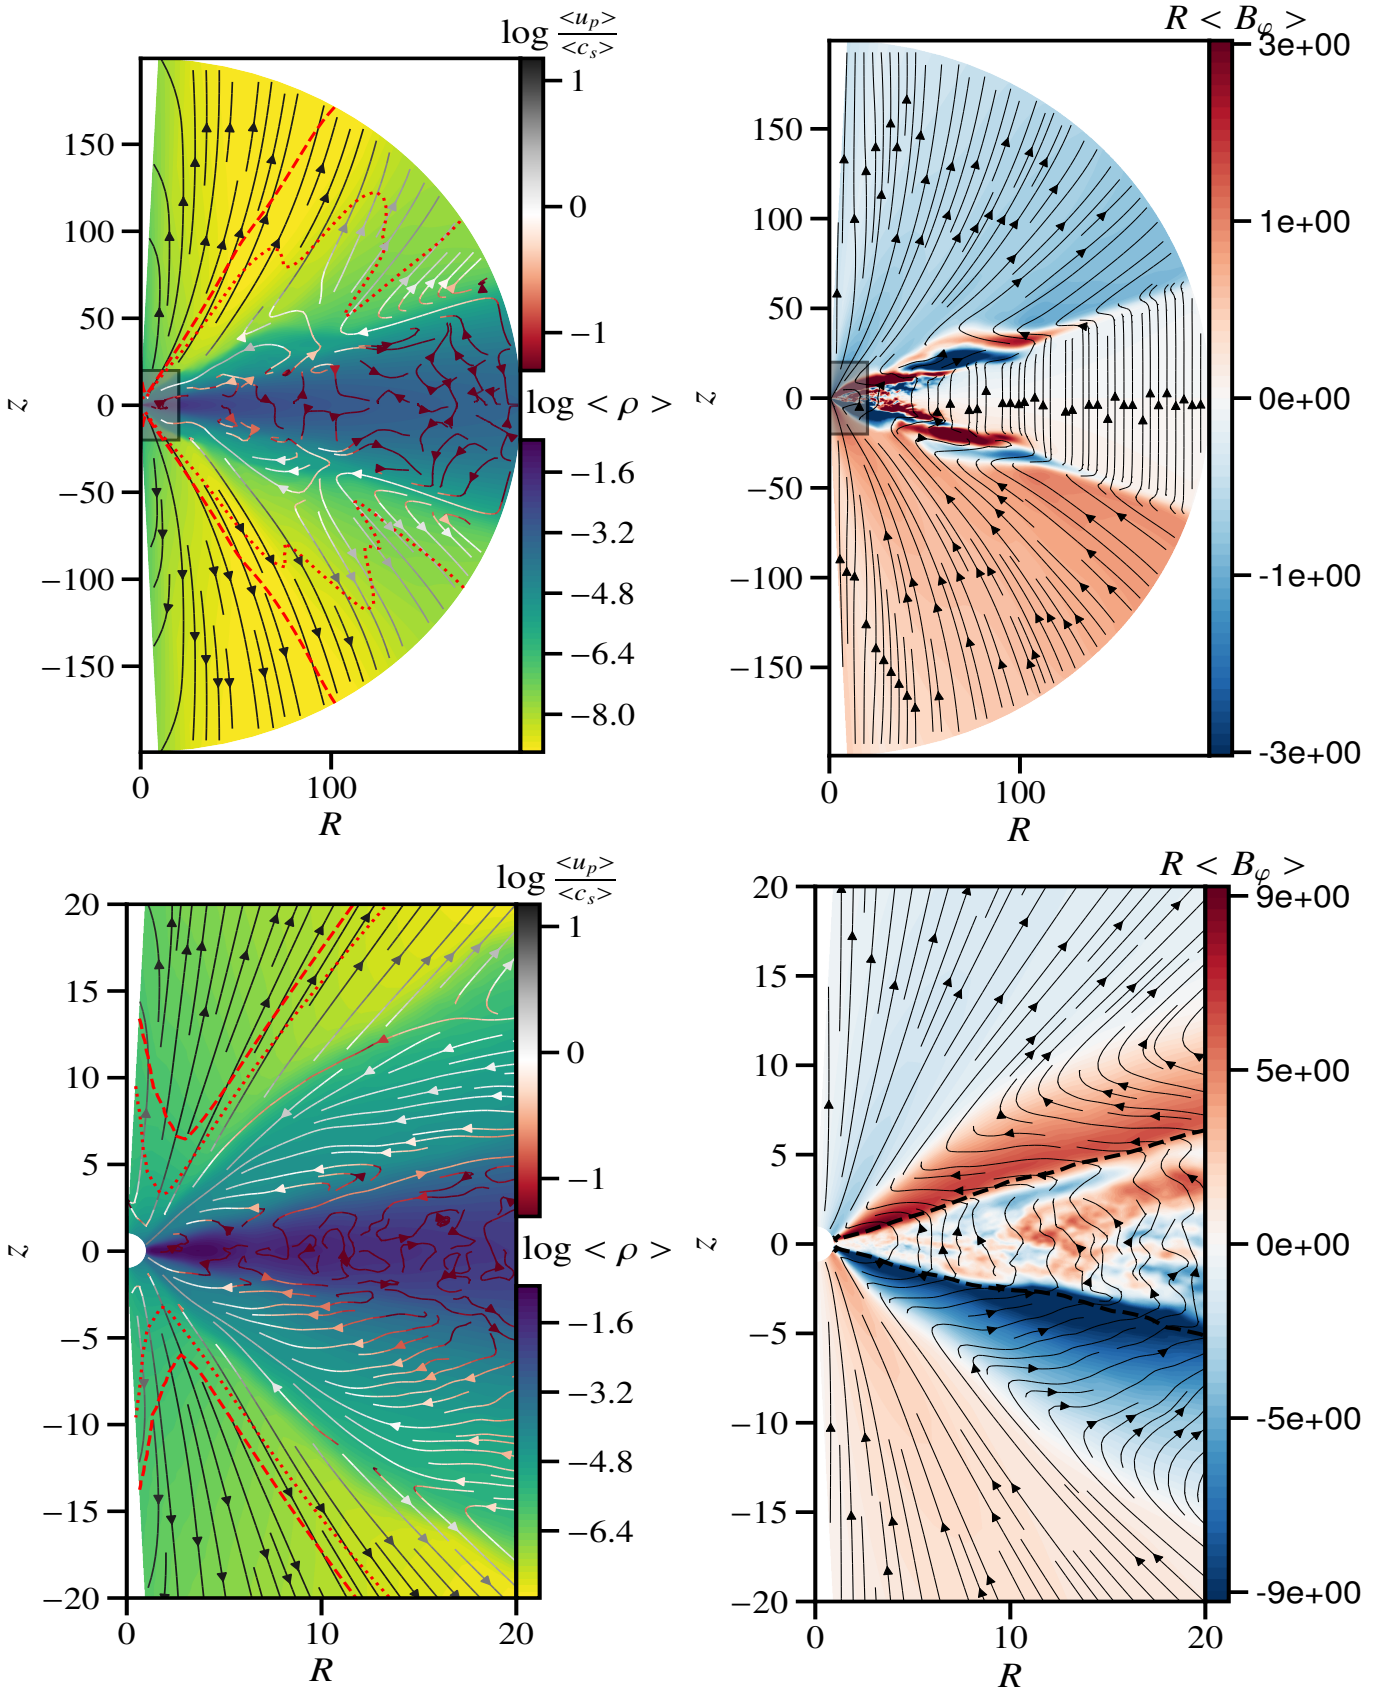 log <u_p>/<c_s>
1
0
−1
log < ρ >
−1.6
−3.2
−4.8
−6.4
−8.0
150
100
50
0
−50
−100
−150
z
0 100
R
R < B_φ >
3e+00
1e+00
0e+00
-1e+00
-3e+00
150
100
50
0
−50
−100
−150
z
0 100
R
log <u_p>/<c_s>
1
0
−1
log < ρ >
−1.6
−3.2
−4.8
−6.4
20
15
10
5
0
−5
−10
−15
−20
z
0 10 20
R
R < B_φ >
9e+00
5e+00
0e+00
-5e+00
-9e+00
20
15
10
5
0
−5
−10
−15
−20
z
0 10 20
R